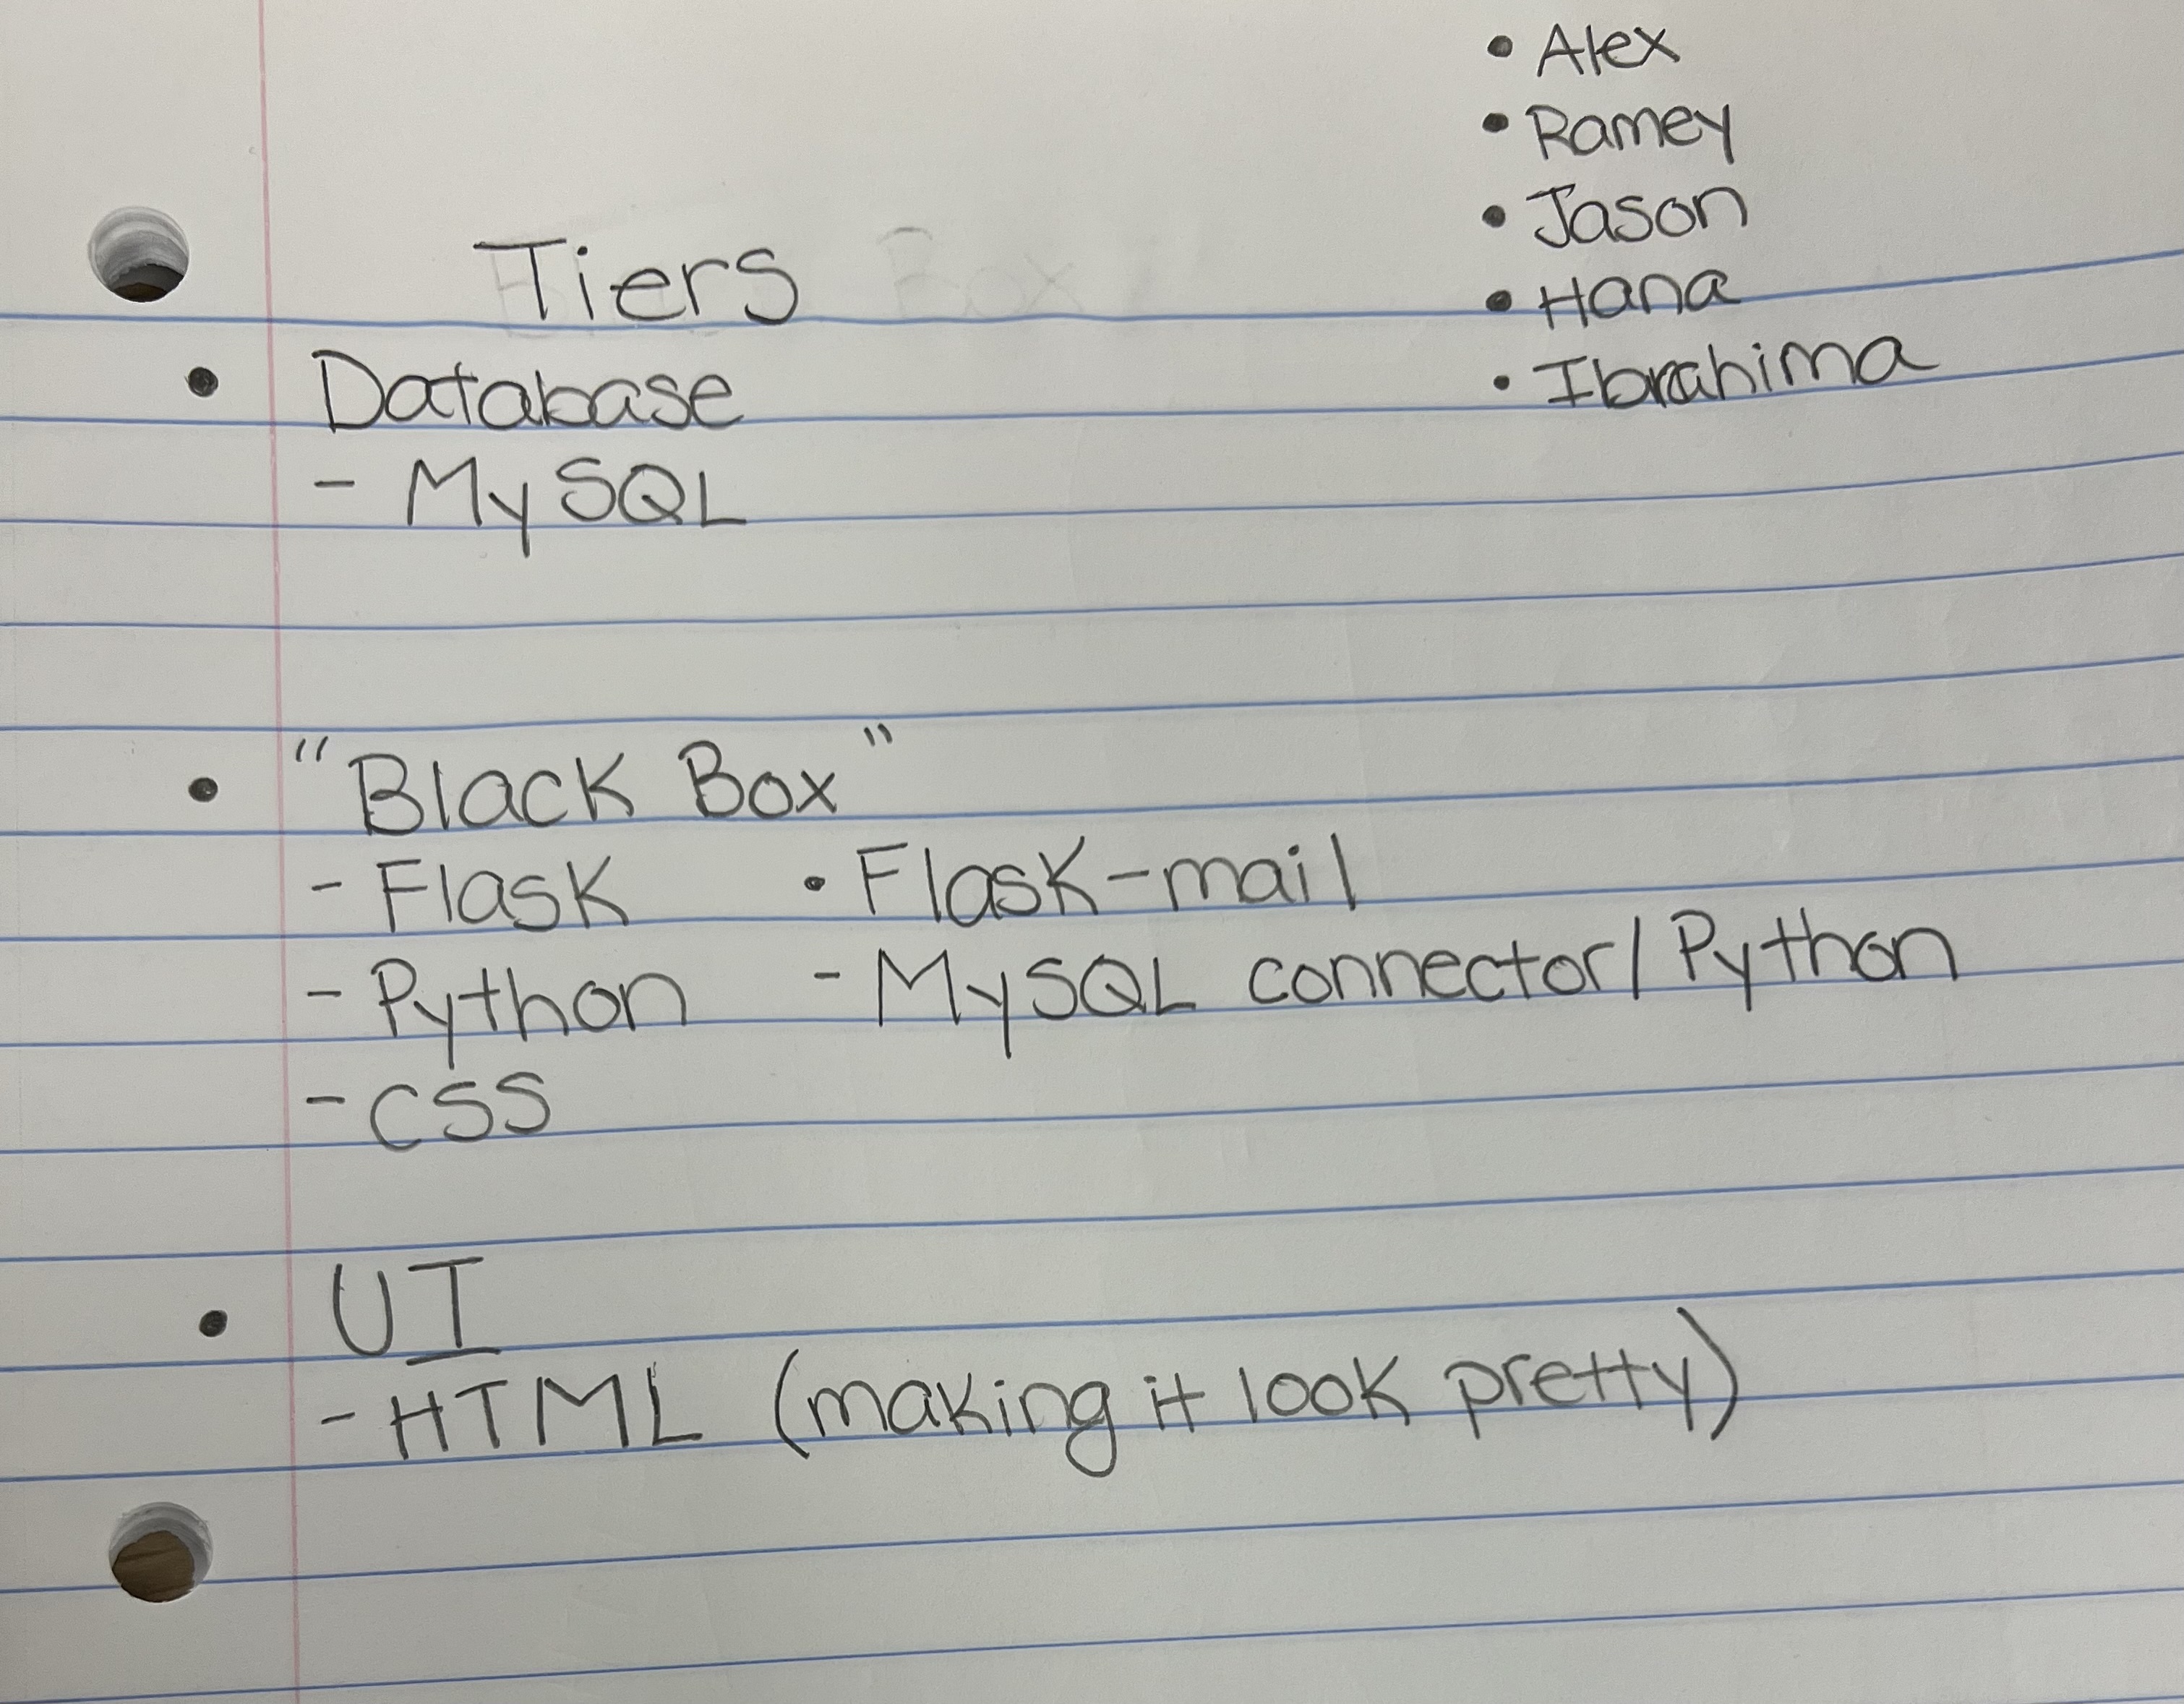 • Alex
• Ramey
• Jason
• Hana
• Ibrahima
Tiers
• Database
- MySQL
• "Black Box"
- Flask • Flask-mail
- Python - MySQL connector/Python
- CSS
• UI
- HTML (making it look pretty)